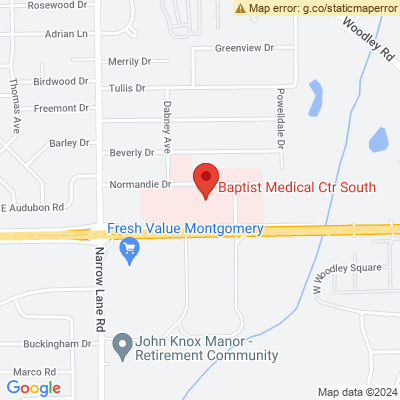 Rosewood Dr
Map error: g.co/staticmaperror
Adrian Ln
Woodley Rd
Greenview Dr
Merrily Dr
Birdwood Dr
Tullis Dr
Thomas Ave
Freemont Dr
Dabney Ave
Powelldale Dr
Barley Dr
Beverly Dr
Normandie Dr
Baptist Medical Ctr South
E Audubon Rd
Fresh Value Montgomery
Narrow Lane Rd
W Woodley Square
Buckingham Dr
John Knox Manor -
Retirement Community
Marco Rd
Google
Map data ©2024